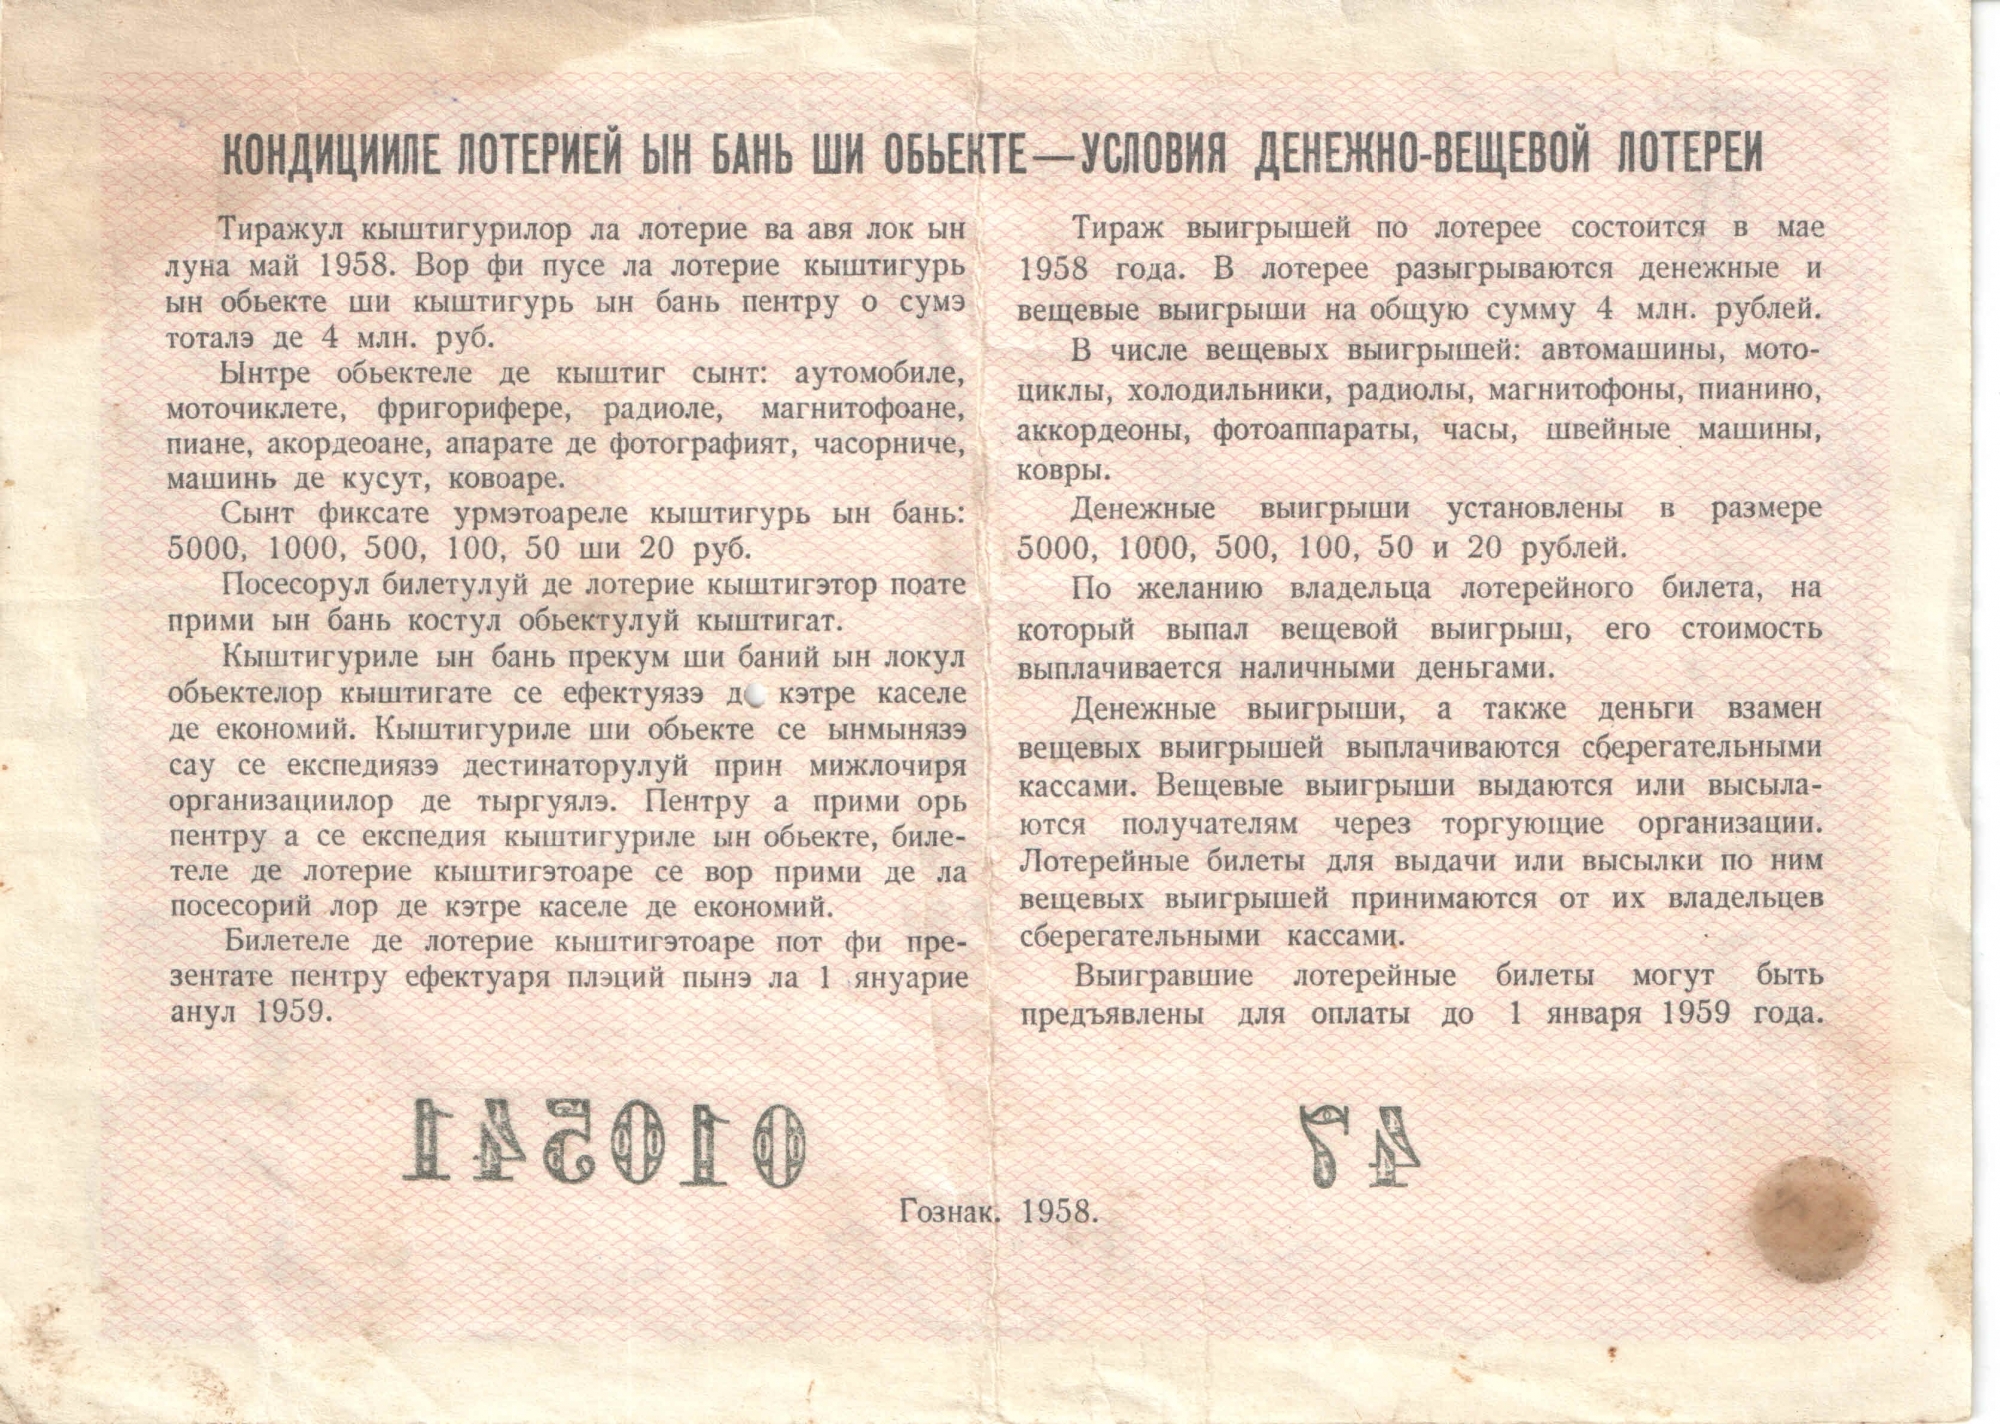 КОНДИЦИИЛЕ ЛОТЕРИЕЙ ЫН БАНЬ ШИ ОБЬЕКТЕ—УСЛОВИЯ ДЕНЕЖНО-ВЕЩЕВОЙ ЛОТЕРЕИ
Тиражул кыштигурилор ла лотерие ва авя лок ын
луна май 1958. Вор фи пусе ла лотерие кыштигурь
ын обьекте ши кыштигурь ын бань пентру о сумэ
тоталэ де 4 млн. руб.
Ынтре обьектеле де кыштиг сынт: аутомобиле,
моточиклете, фригорифере, радиоле, магнитофоане,
пиане, акордеоане, апарате де фотографият, часорниче,
машинь де кусут, ковоаре.
Сынт фиксате урмэтоареле кыштигурь ын бань:
5000, 1000, 500, 100, 50 ши 20 руб.
Посесорул билетулуй де лотерие кыштигэтор поате
прими ын бань костул обьектулуй кыштигат.
Кыштигуриле ын бань прекум ши баний ын локул
обьектелор кыштигате се ефектуязэ де кэтре каселе
де економий. Кыштигуриле ши обьекте се ынмынязэ
сау се експедиязэ дестинаторулуй прин мижлочиря
организациилор де тыргуялэ. Пентру а прими орь
пентру а се експедия кыштигуриле ын обьекте, биле-
теле де лотерие кыштигэтоаре се вор прими де ла
посесорий лор де кэтре каселе де економий.
Билетеле де лотерие кыштигэтоаре пот фи пре-
зентате пентру ефектуаря плэций пынэ ла 1 януарие
анул 1959.
Тираж выигрышей по лотерее состоится в мае
1958 года. В лотерее разыгрываются денежные и
вещевые выигрыши на общую сумму 4 млн. рублей.
В числе вещевых выигрышей: автомашины, мото-
циклы, холодильники, радиолы, магнитофоны, пианино,
аккордеоны, фотоаппараты, часы, швейные машины,
ковры.
Денежные выигрыши установлены в размере
5000, 1000, 500, 100, 50 и 20 рублей.
По желанию владельца лотерейного билета, на
который выпал вещевой выигрыш, его стоимость
выплачивается наличными деньгами.
Денежные выигрыши, а также деньги взамен
вещевых выигрышей выплачиваются сберегательными
кассами. Вещевые выигрыши выдаются или высыла-
ются получателям через торгующие организации.
Лотерейные билеты для выдачи или высылки по ним
вещевых выигрышей принимаются от их владельцев
сберегательными кассами.
Выигравшие лотерейные билеты могут быть
предъявлены для оплаты до 1 января 1959 года.
010541
47
Гознак. 1958.